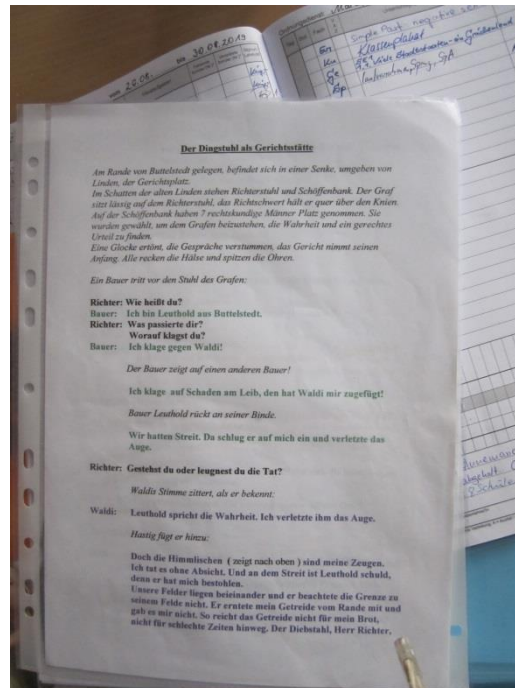 vom 29.08. bis 30.08.2019
Simple Past negative
En
Klassenplakat
Ku
Ge
Sp
Der Dingstuhl als Gerichtsstätte
Am Rande von Buttelstedt gelegen, befindet sich in einer Senke, umgeben von
Linden, der Gerichtsplatz.
Im Schatten der alten Linden stehen Richterstuhl und Schöffenbank. Der Graf
sitzt lässig auf dem Richterstuhl, das Richtschwert hält er quer über den Knien.
Auf der Schöffenbank haben 7 rechtskundige Männer Platz genommen. Sie
wurden gewählt, um dem Grafen beizustehen, die Wahrheit und ein gerechtes
Urteil zu finden.
Eine Glocke ertönt, die Gespräche verstummen, das Gericht nimmt seinen
Anfang. Alle recken die Hälse und spitzen die Ohren.
Ein Bauer tritt vor den Stuhl des Grafen:
Richter: Wie heißt du?
Bauer: Ich bin Leuthold aus Buttelstedt.
Richter: Was passierte dir?
Worauf klagst du?
Bauer: Ich klage gegen Waldi!
Der Bauer zeigt auf einen anderen Bauer!
Ich klage auf Schaden am Leib, den hat Waldi mir zugefügt!
Bauer Leuthold rückt an seiner Binde.
Wir hatten Streit. Da schlug er auf mich ein und verletzte das
Auge.
Richter: Gestehst du oder leugnest du die Tat?
Waldis Stimme zittert, als er bekennt:
Waldi: Leuthold spricht die Wahrheit. Ich verletzte ihm das Auge.
Hastig fügt er hinzu:
Doch die Himmlischen ( zeigt nach oben ) sind meine Zeugen.
Ich tat es ohne Absicht. Und an dem Streit ist Leuthold schuld,
denn er hat mich bestohlen.
Unsere Felder liegen beieinander und er beachtete die Grenze zu
seinem Felde nicht. Er erntete mein Getreide vom Rande mit und
gab es mir nicht. So reicht das Getreide nicht für mein Brot,
nicht für schlechte Zeiten hinweg. Der Diebstahl, Herr Richter,